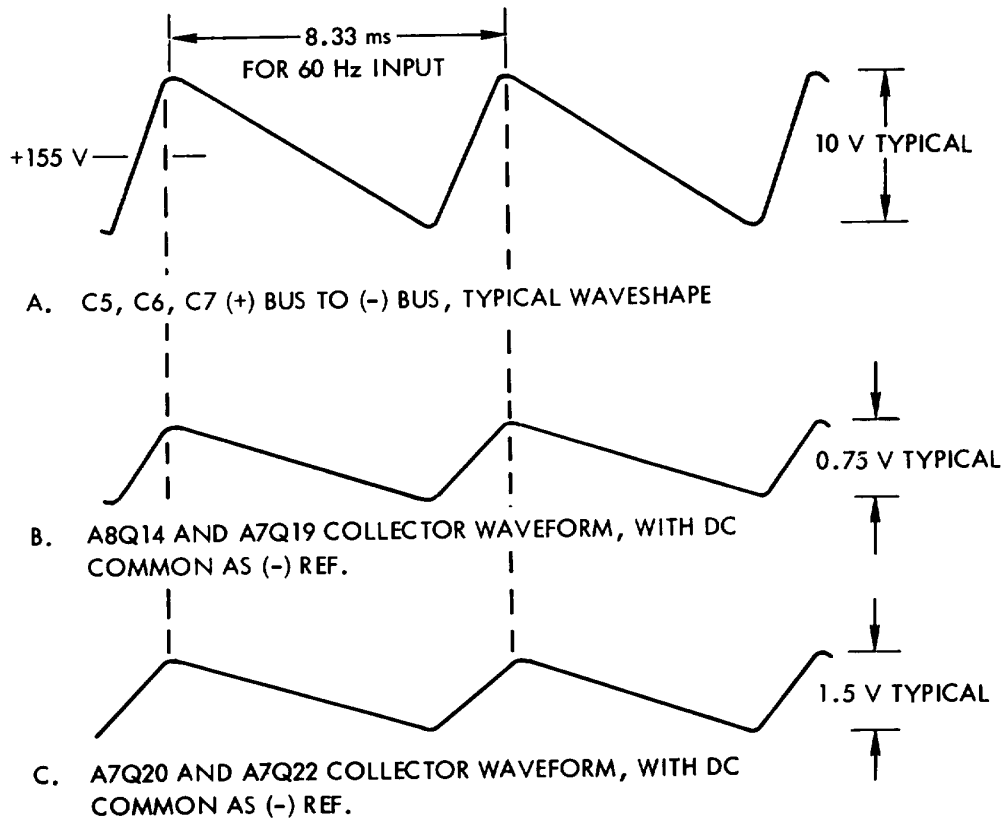 8.33 ms
FOR 60 Hz INPUT
+155 V
10 V TYPICAL
A. C5, C6, C7 (+) BUS TO (-) BUS, TYPICAL WAVESHAPE
0.75 V TYPICAL
B. A8Q14 AND A7Q19 COLLECTOR WAVEFORM, WITH DC
COMMON AS (-) REF.
1.5 V TYPICAL
C. A7Q20 AND A7Q22 COLLECTOR WAVEFORM, WITH DC
COMMON AS (-) REF.